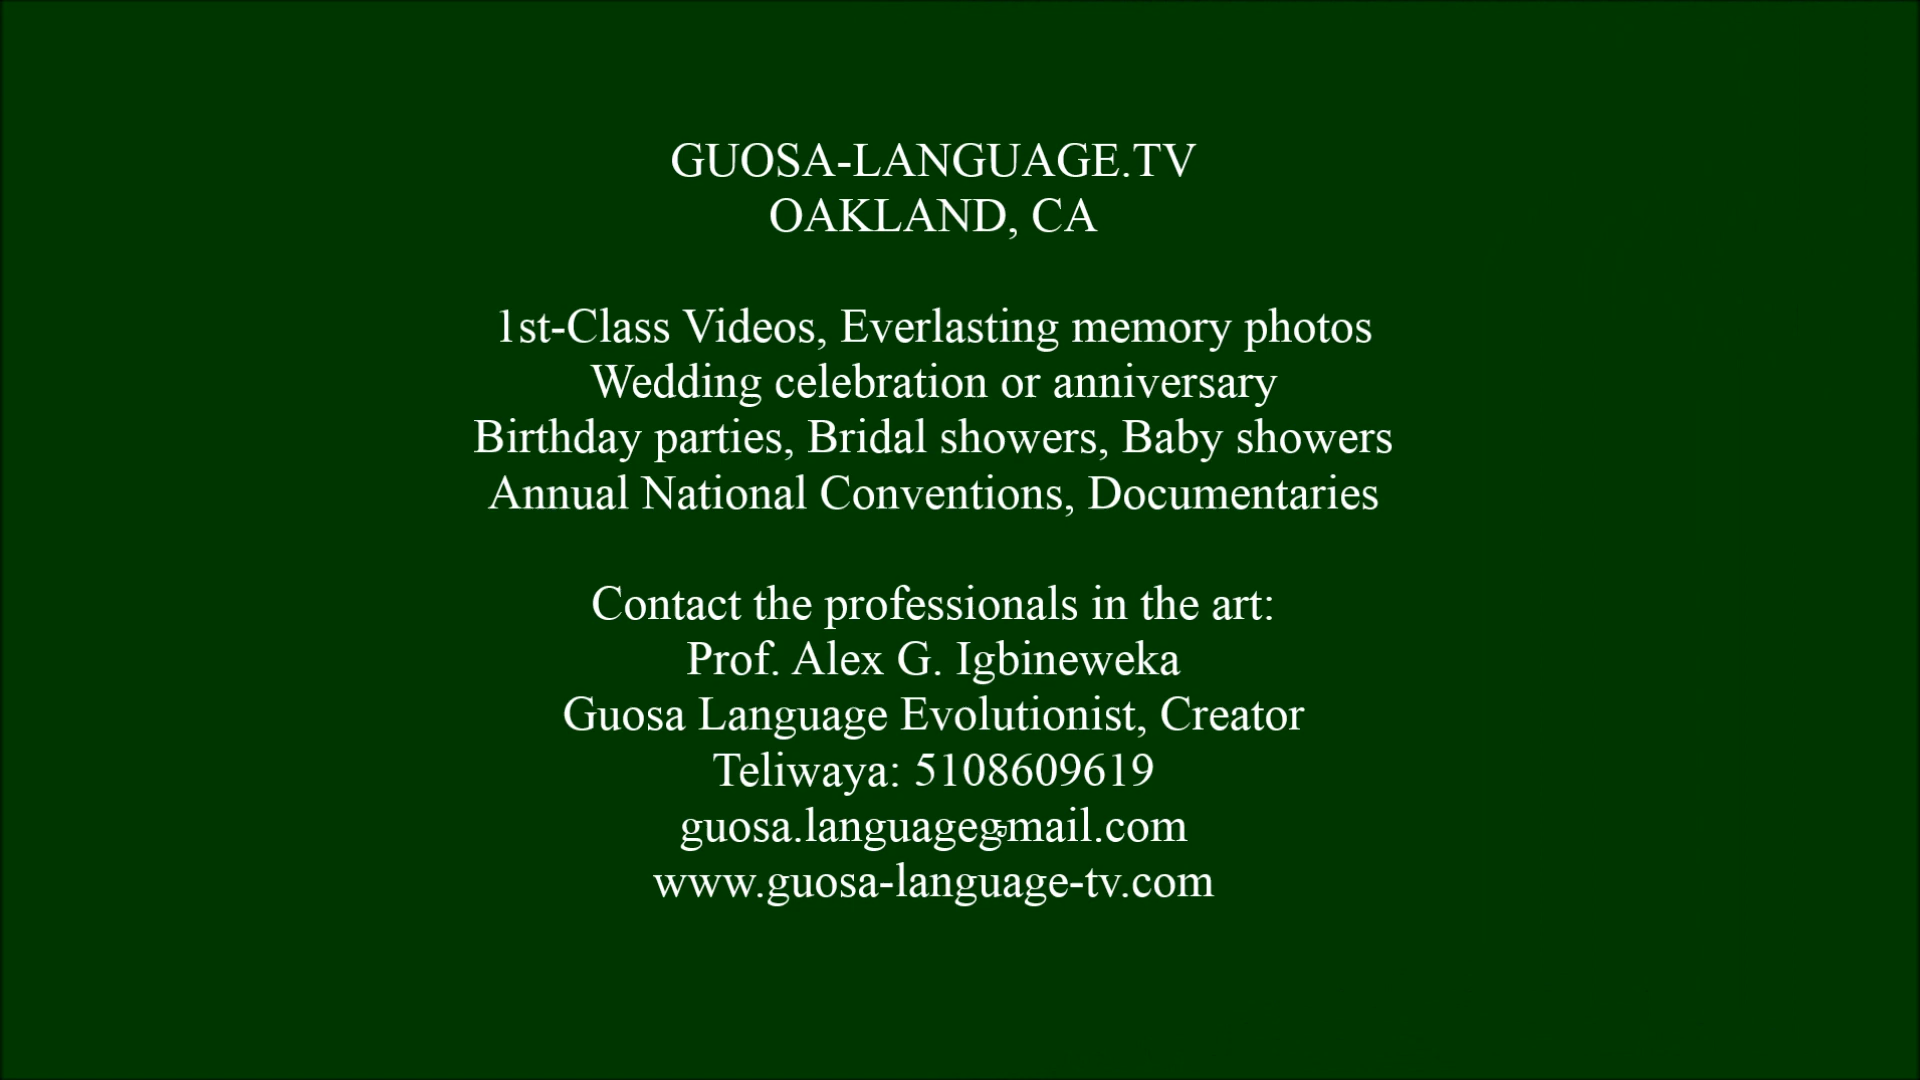 GUOSA-LANGUAGE.TV
OAKLAND, CA
1st-Class Videos, Everlasting memory photos
Wedding celebration or anniversary
Birthday parties, Bridal showers, Baby showers
Annual National Conventions, Documentaries
Contact the professionals in the art:
Prof. Alex G. Igbineweka
Guosa Language Evolutionist, Creator
Teliwaya: 5108609619
guosa.languagegmail.com
www.guosa-language-tv.com